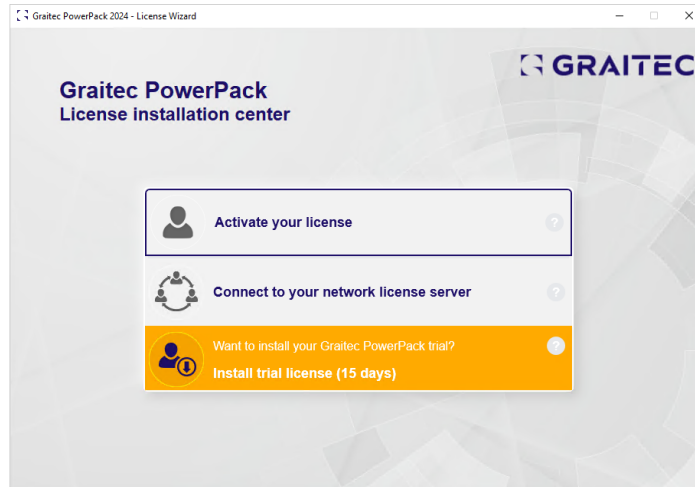 Graitec PowerPack 2024 - License Wizard
GRAITEC
Graitec PowerPack
License installation center
Activate your license
?
Connect to your network license server
?
Want to install your Graitec PowerPack trial?
?
Install trial license (15 days)